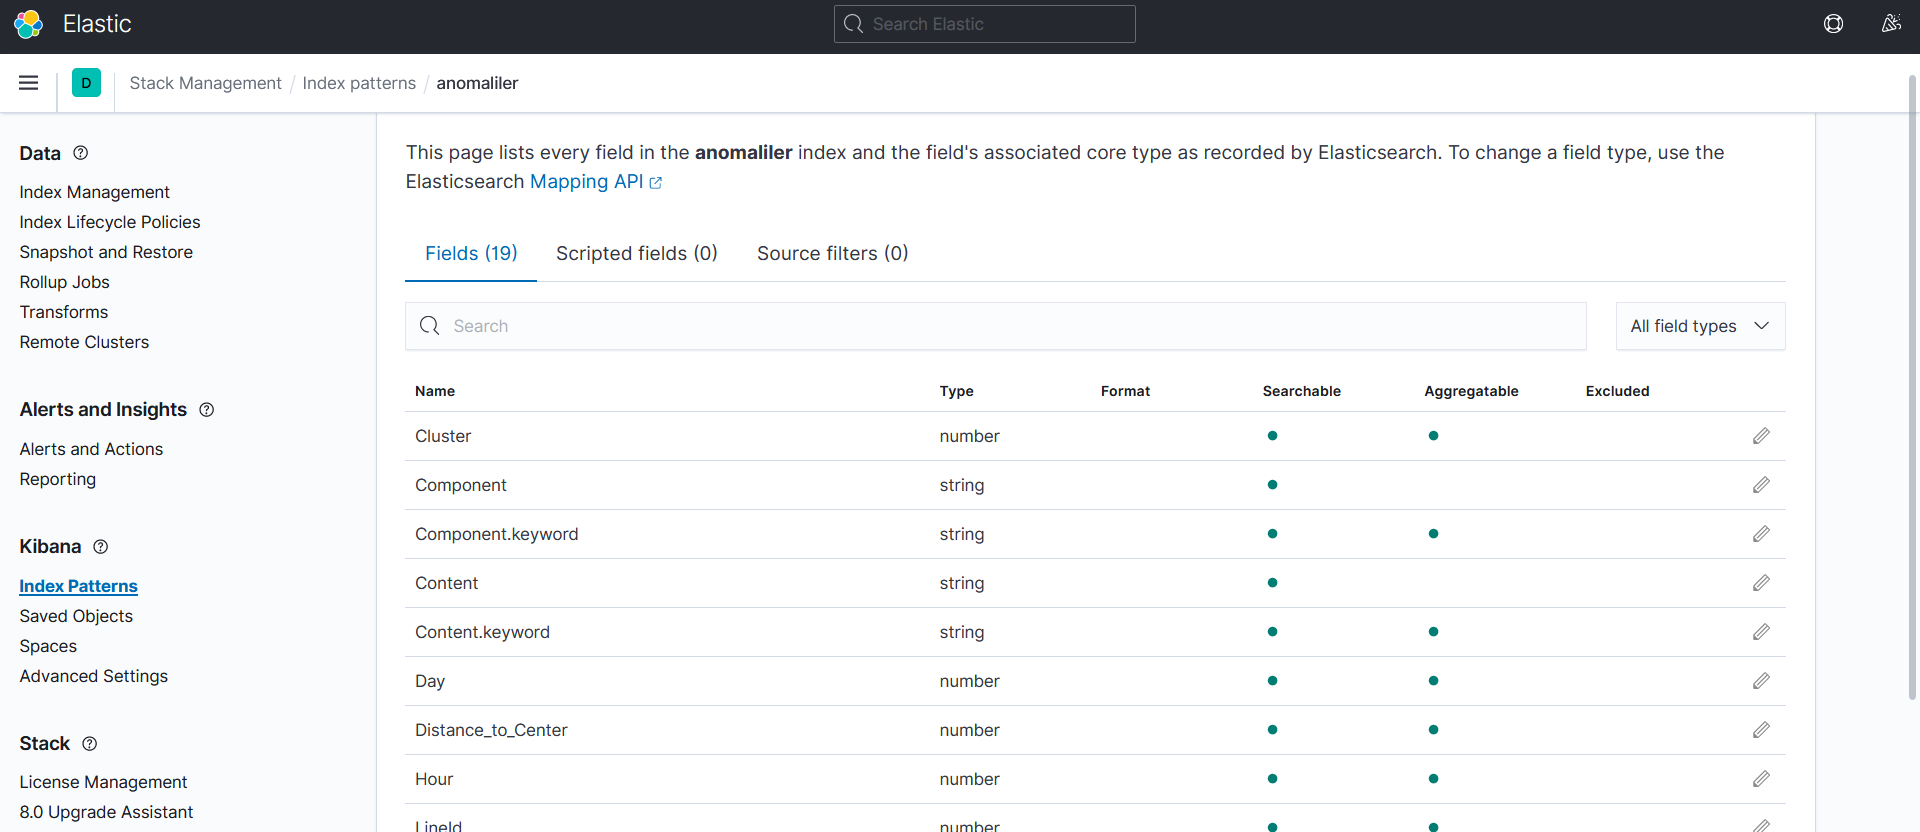 Elastic
Search Elastic
D
Stack Management / Index patterns / anomaliler
Data
Index Management
Index Lifecycle Policies
Snapshot and Restore
Rollup Jobs
Transforms
Remote Clusters
Alerts and Insights
Alerts and Actions
Reporting
Kibana
Index Patterns
Saved Objects
Spaces
Advanced Settings
Stack
License Management
8.0 Upgrade Assistant
This page lists every field in the anomaliler index and the field's associated core type as recorded by Elasticsearch. To change a field type, use the
Elasticsearch Mapping API
Fields (19) Scripted fields (0) Source filters (0)
Search All field types
Name Type Format Searchable Aggregatable Excluded
Cluster number
Component string
Component.keyword string
Content string
Content.keyword string
Day number
Distance_to_Center number
Hour number
LineId number